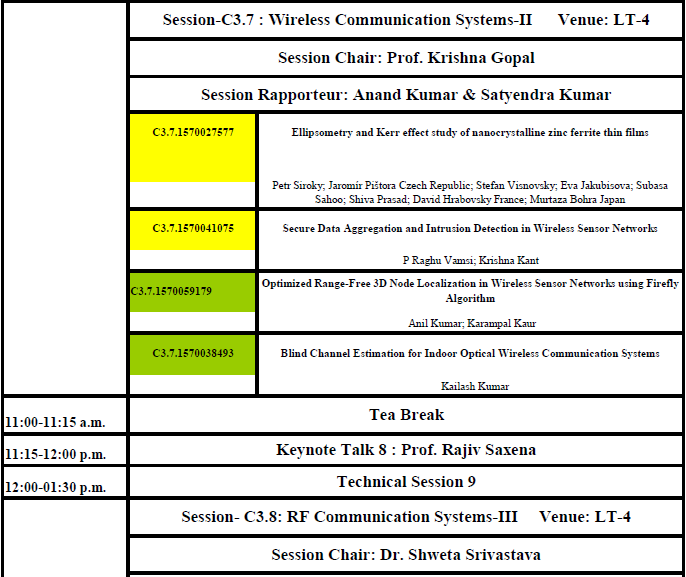 Session-C3.7 : Wireless Communication Systems-II Venue: LT-4
Session Chair: Prof. Krishna Gopal
Session Rapporteur: Anand Kumar & Satyendra Kumar
C3.7.1570027577
Ellipsometry and Kerr effect study of nanocrystalline zinc ferrite thin films
Petr Siroky; Jaromír Pištora Czech Republic; Stefan Visnovsky; Eva Jakubisova; Subasa
Sahoo; Shiva Prasad; David Hrabovsky France; Murtaza Bohra Japan
C3.7.1570041075
Secure Data Aggregation and Intrusion Detection in Wireless Sensor Networks
P Raghu Vamsi; Krishna Kant
C3.7.1570059179
Optimized Range-Free 3D Node Localization in Wireless Sensor Networks using Firefly
Algorithm
Anil Kumar; Karampal Kaur
C3.7.1570038493
Blind Channel Estimation for Indoor Optical Wireless Communication Systems
Kailash Kumar
11:00-11:15 a.m.
Tea Break
11:15-12:00 p.m.
Keynote Talk 8 : Prof. Rajiv Saxena
12:00-01:30 p.m.
Technical Session 9
Session- C3.8: RF Communication Systems-III Venue: LT-4
Session Chair: Dr. Shweta Srivastava